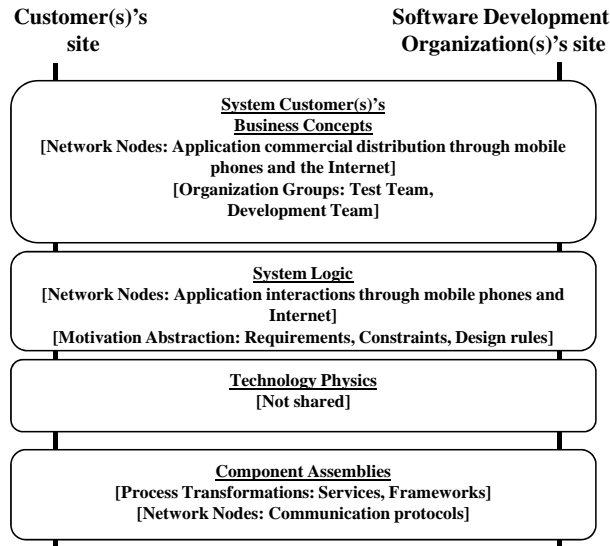 Customer(s)'s
site
Software Development
Organization(s)'s site
System Customer(s)'s
Business Concepts
[Network Nodes: Application commercial distribution through mobile
phones and the Internet]
[Organization Groups: Test Team,
Development Team]
System Logic
[Network Nodes: Application interactions through mobile phones and
Internet]
[Motivation Abstraction: Requirements, Constraints, Design rules]
Technology Physics
[Not shared]
Component Assemblies
[Process Transformations: Services, Frameworks]
[Network Nodes: Communication protocols]